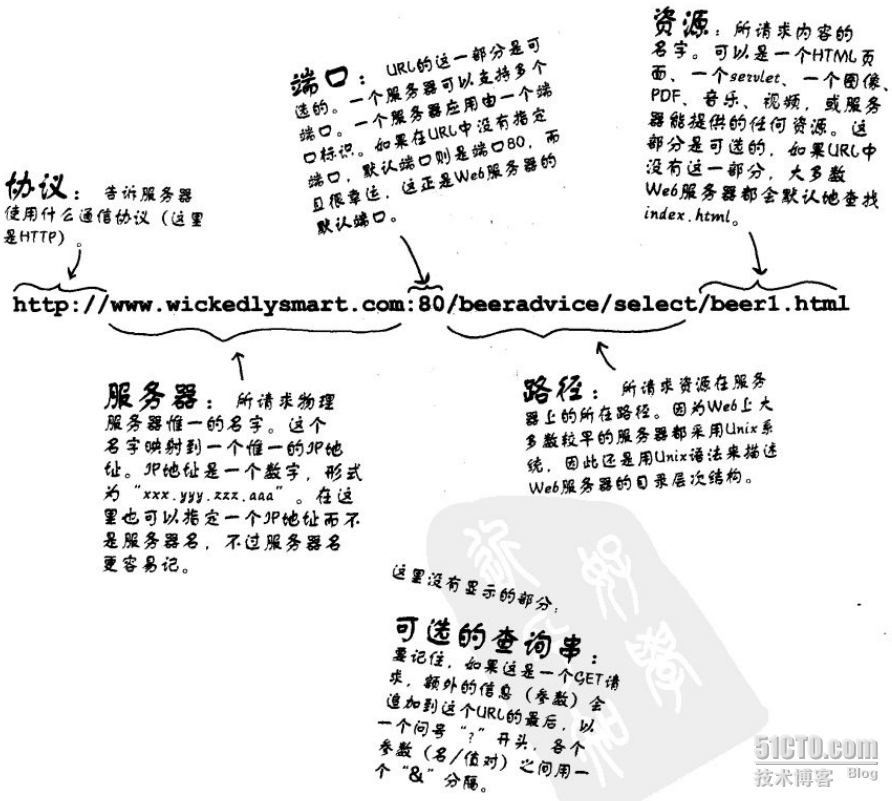 资源：所请求内容的
名字。可以是一个HTML页
面、一个servlet、一个图像、
PDF、音乐、视频，或服务
器能提供的任何资源。这
部分是可选的，如果URL中
没有这一部分，大多数
Web服务器都会默认地查找
index.html。
端口：URL的这一部分是可
选的。一个服务器可以支持多个
端口。一个服务器应用由一个端
口标识。如果在URL中没有指定
端口，默认端口则是端口80，而
且很幸运，这正是Web服务器的
默认端口。
协议：告诉服务器
使用什么通信协议（这里
是HTTP）。
http://www.wickedlysmart.com:80/beeradvice/select/beer1.html
服务器：所请求物理
服务器惟一的名字。这个
名字映射到一个惟一的IP地
址。IP地址是一个数字，形式
为“xxx.yyy.zzz.aaa”。在这
里也可以指定一个IP地址而不
是服务器名，不过服务器名
更容易记。
路径：所请求资源在服务
器上的所在路径。因为Web上大
多数较早的服务器都采用Unix系
统，因此还是用Unix语法来描述
Web服务器的目录层次结构。
这里没有显示的部分：
可选的查询串：
要记住，如果这是一个GET请
求，额外的信息（参数）会
追加到这个URL的最后，以
一个问号“?”开头，各个
参数（名/值对）之间用一
个“&”分隔。
51CTO.com
技术博客 Blog